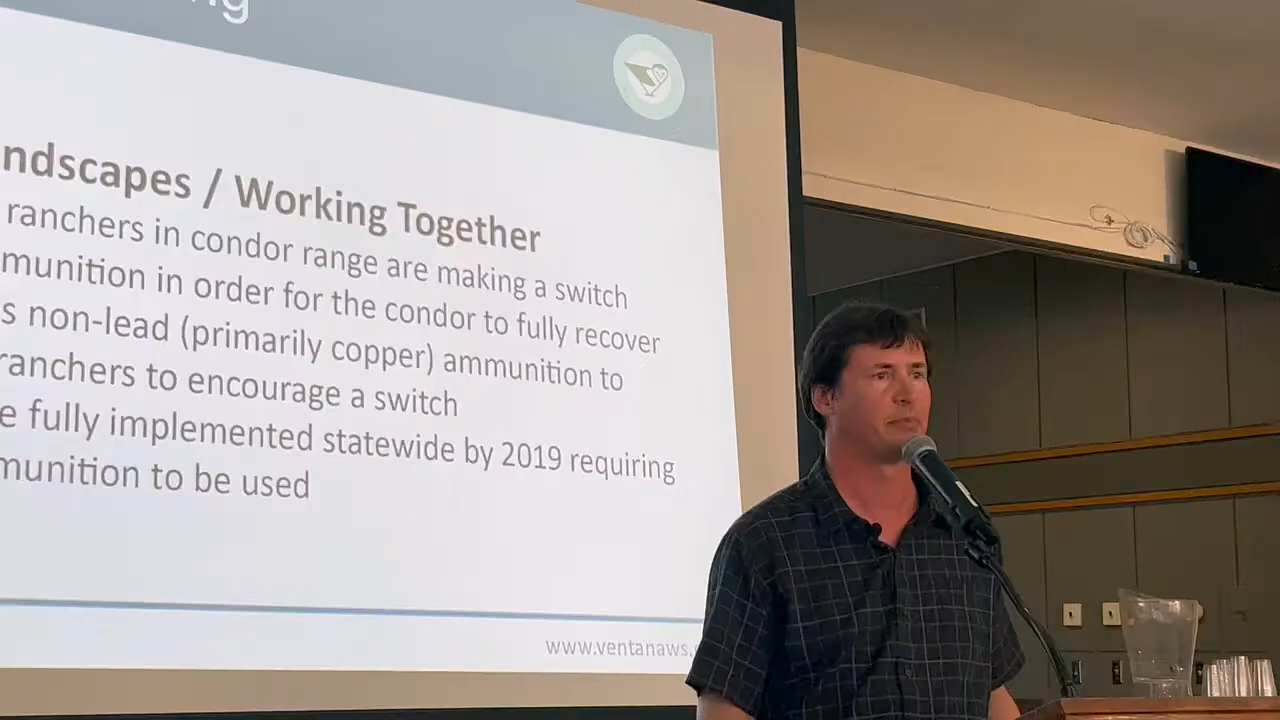 ng
ndscapes / Working Together
ranchers in condor range are making a switch
munition in order for the condor to fully recover
s non-lead (primarily copper) ammunition to
ranchers to encourage a switch
e fully implemented statewide by 2019 requiring
munition to be used
www.ventanaws.